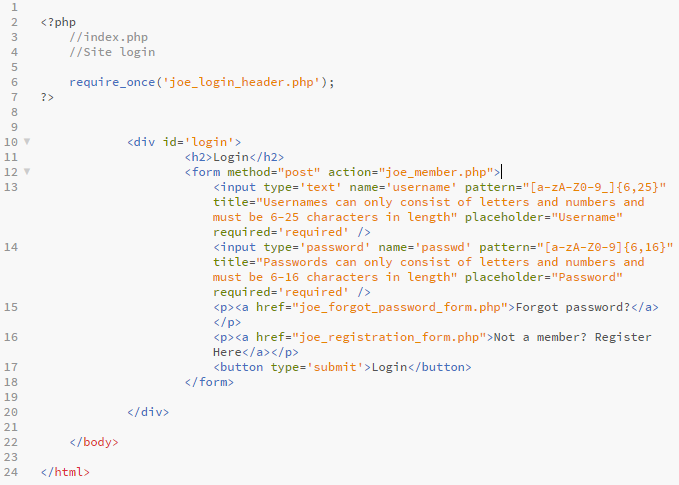 1
2 <?php
3 //index.php
4 //Site login
5
6 require_once('joe_login_header.php');
7 ?>
8
9
10 <div id='login'>
11 <h2>Login</h2>
12 <form method="post" action="joe_member.php">
13 <input type='text' name='username' pattern="[a-zA-Z0-9_]{6,25}"
title="Usernames can only consist of letters and numbers and
must be 6-25 characters in length" placeholder="Username"
required='required' />
14 <input type='password' name='passwd' pattern="[a-zA-Z0-9]{6,16}"
title="Passwords can only consist of letters and numbers and
must be 6-16 characters in length" placeholder="Password"
required='required' />
15 <p><a href="joe_forgot_password_form.php">Forgot password?</a>
</p>
16 <p><a href="joe_registration_form.php">Not a member? Register
Here</a></p>
17 <button type='submit'>Login</button>
18 </form>
19
20 </div>
21
22 </body>
23
24 </html>